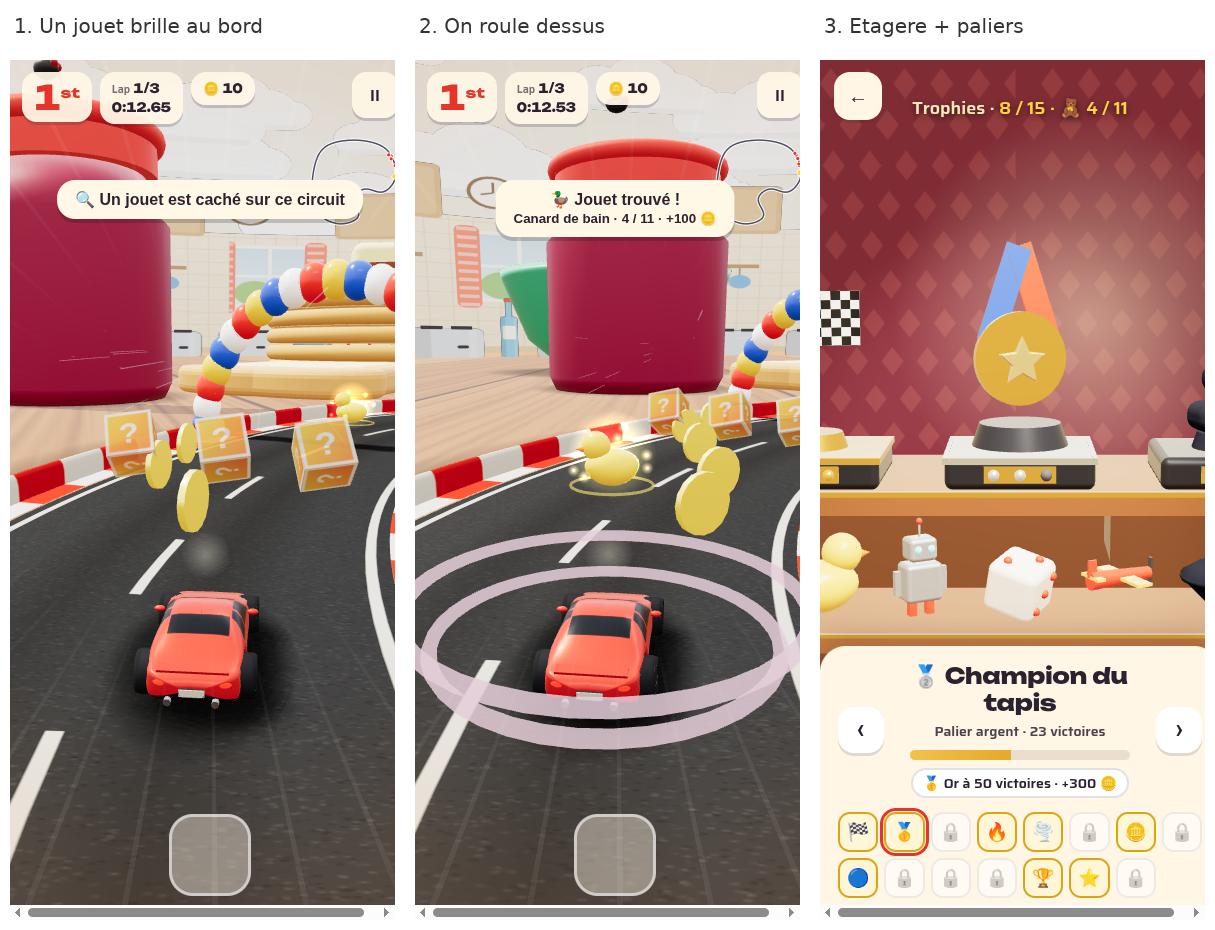 1. Un jouet brille au bord
1st
Lap 1/3
0:12.65
10
🔍 Un jouet est caché sur ce circuit
?
?
?
?
?
2. On roule dessus
1st
Lap 1/3
0:12.53
10
🦆 Jouet trouvé !
Canard de bain · 4 / 11 · +100 🪙
?
?
?
3. Etagere + paliers
←
Trophies · 8 / 15 · 🧸 4 / 11
🥈 Champion du
tapis
‹
Palier argent · 23 victoires
›
🥇 Or à 50 victoires · +300 🪙